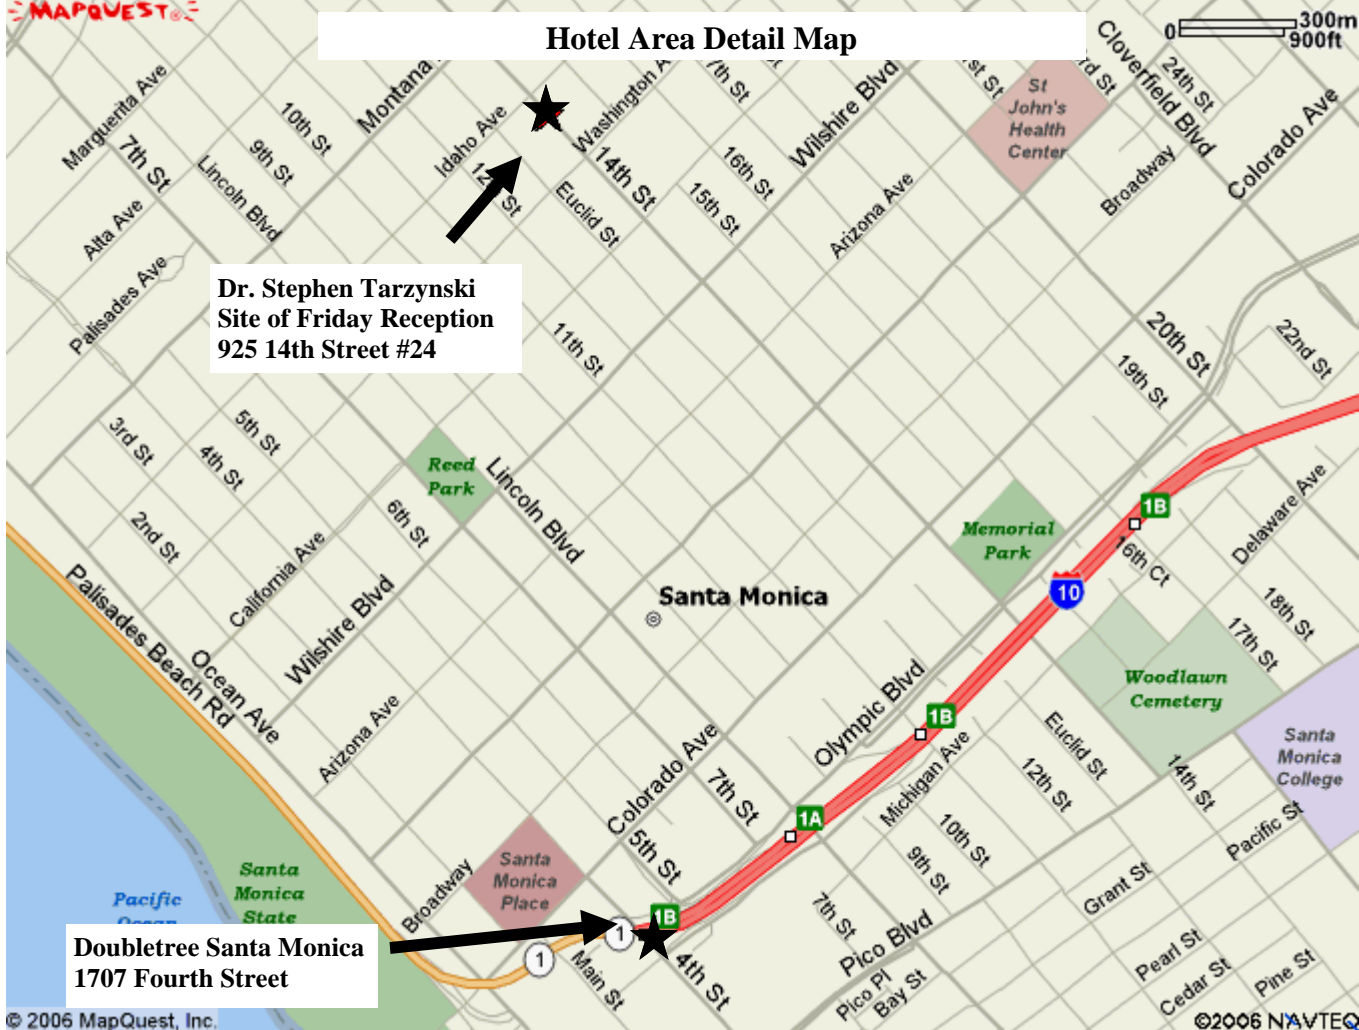 MAPQUEST
Hotel Area Detail Map
0
300m
900ft
Cloverfield Blvd
24th St
Colorado Ave
St
John's
Health
Center
Broadway
Wilshire Blvd
7th St
Washington A
Montana
Marguerita Ave
10th St
9th St
7th St
Lincoln Blvd
Idaho Ave
12th St
Euclid St
14th St
15th St
16th St
Arizona Ave
Alta Ave
Palisades Ave
Dr. Stephen Tarzynski
Site of Friday Reception
925 14th Street #24
11th St
20th St
22nd St
19th St
3rd St
5th St
4th St
2nd St
Reed
Park
Lincoln Blvd
6th St
California Ave
Wilshire Blvd
Memorial
Park
1B
16th Ct
Delaware Ave
10
18th St
17th St
Santa Monica
Palisades Beach Rd
Ocean Ave
Arizona Ave
Woodlawn
Cemetery
Santa
Monica
College
Olympic Blvd
1B
Michigan Ave
Euclid St
12th St
14th St
Pacific St
Colorado Ave
7th St
1A
10th St
9th St
5th St
Santa
Monica
Place
Broadway
Grant St
Santa
Monica
State
Pacific
Ocean
Doubletree Santa Monica
1707 Fourth Street
1B
1
1
Main St
4th St
7th St
Pico Blvd
Pico Pl
Bay St
Pearl St
Cedar St
Pine St
© 2006 MapQuest, Inc.
©2006 NAVTEQ